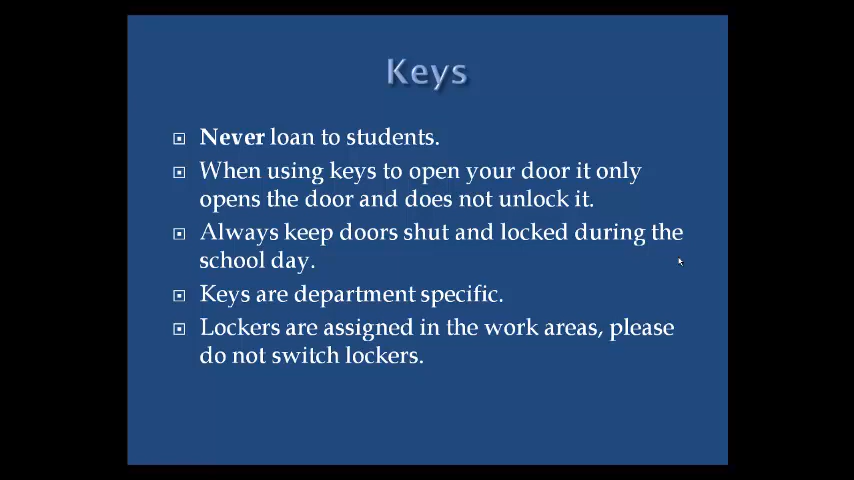 Keys
Never loan to students.
When using keys to open your door it only
opens the door and does not unlock it.
Always keep doors shut and locked during the
school day.
Keys are department specific.
Lockers are assigned in the work areas, please
do not switch lockers.